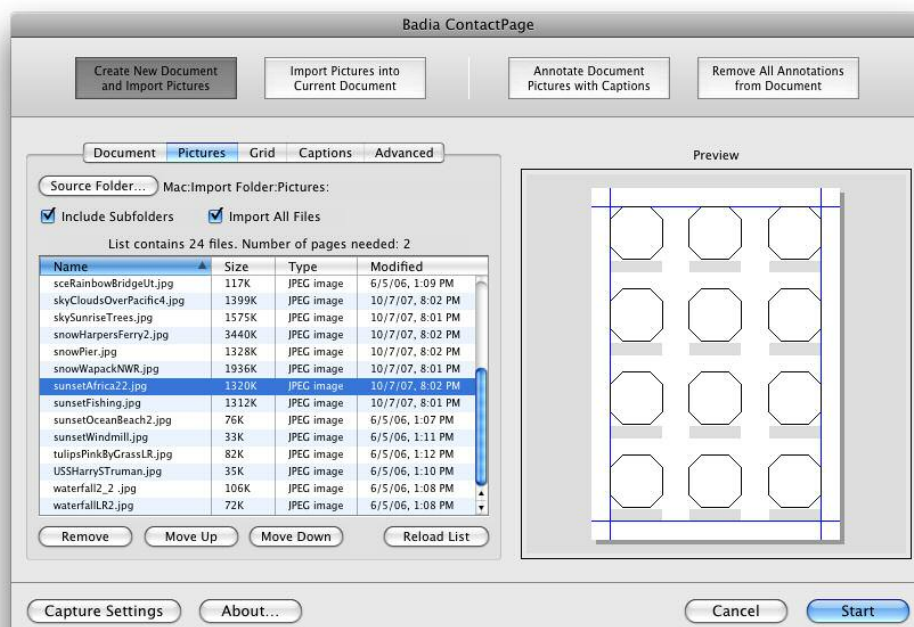 Badia ContactPage
Create New Document
and Import Pictures
Import Pictures into
Current Document
Annotate Document
Pictures with Captions
Remove All Annotations
from Document
Document Pictures Grid Captions Advanced
Preview
Source Folder... Mac:Import Folder:Pictures:
Include Subfolders Import All Files
List contains 24 files. Number of pages needed: 2
Name Size Type Modified
sceRainbowBridgeUt.jpg 117K JPEG image 6/5/06, 1:09 PM
skyCloudsOverPacific4.jpg 1399K JPEG image 10/7/07, 8:02 PM
skySunriseTrees.jpg 1575K JPEG image 10/7/07, 8:01 PM
snowHarpersFerry2.jpg 3440K JPEG image 10/7/07, 8:02 PM
snowPier.jpg 1328K JPEG image 10/7/07, 8:02 PM
snowWapackNWR.jpg 1936K JPEG image 10/7/07, 8:01 PM
sunsetAfrica22.jpg 1320K JPEG image 10/7/07, 8:02 PM
sunsetFishing.jpg 1312K JPEG image 10/7/07, 8:01 PM
sunsetOceanBeach2.jpg 76K JPEG image 6/5/06, 1:07 PM
sunsetWindmill.jpg 33K JPEG image 6/5/06, 1:11 PM
tulipsPinkByGrassLR.jpg 82K JPEG image 6/5/06, 1:12 PM
USSHarrySTruman.jpg 35K JPEG image 6/5/06, 1:10 PM
waterfall2_2 .jpg 106K JPEG image 6/5/06, 1:08 PM
waterfallLR2.jpg 72K JPEG image 6/5/06, 1:08 PM
Remove Move Up Move Down Reload List
Capture Settings About... Cancel Start